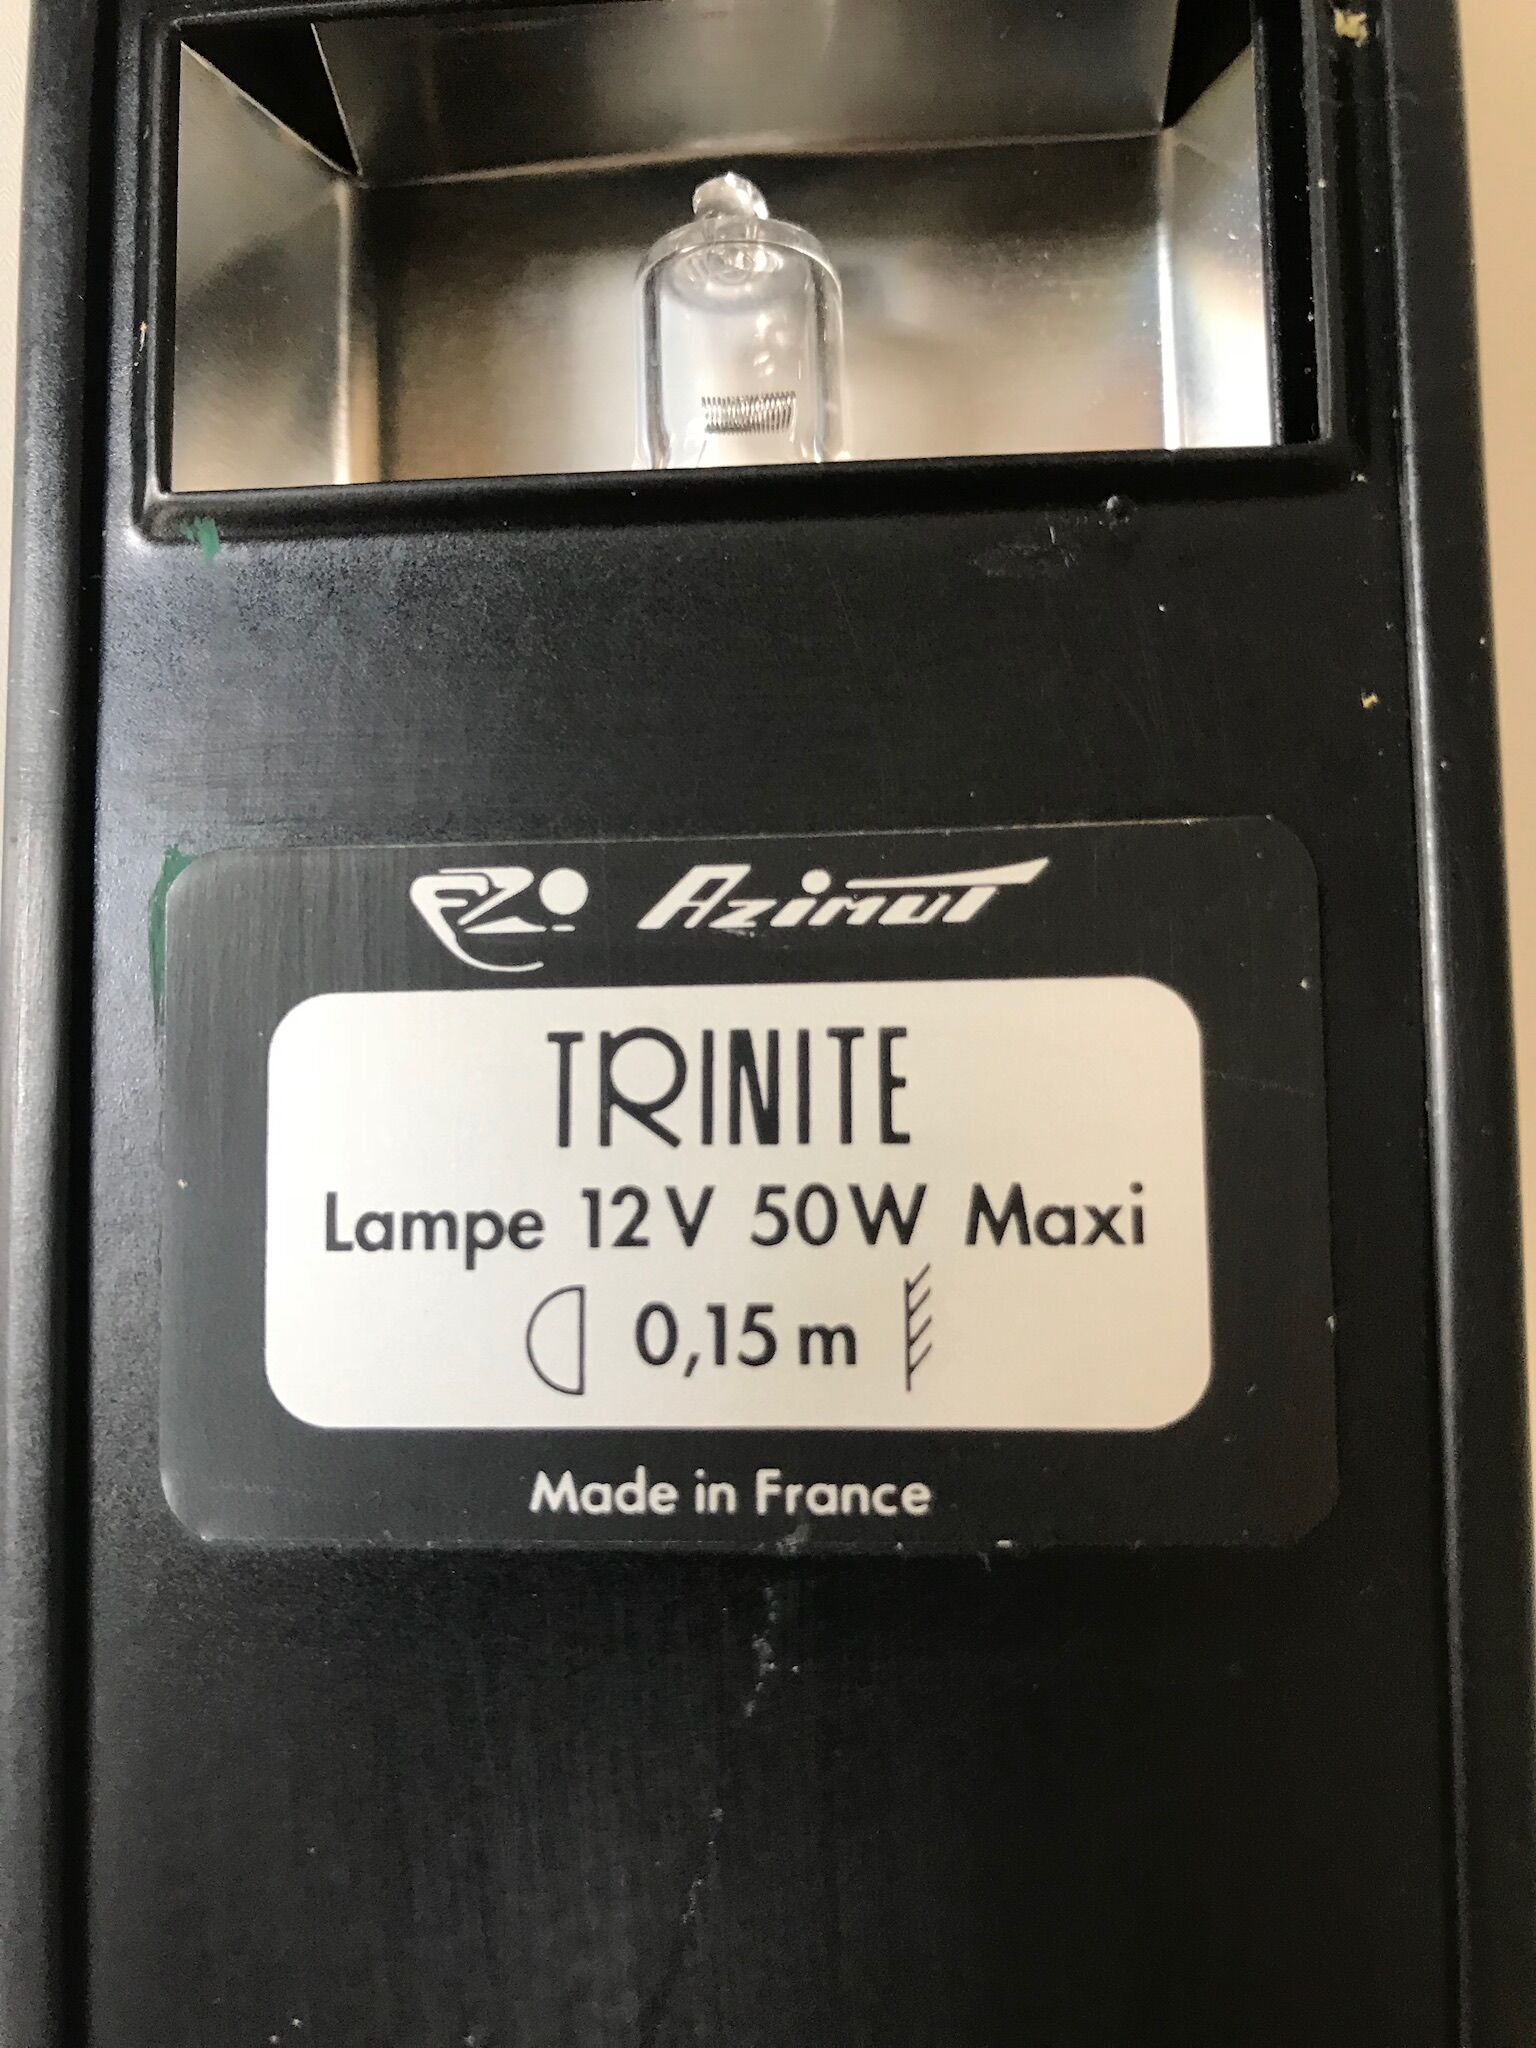 Azimut
TRINITE
Lampe 12V 50W Maxi
0,15 m
Made in France